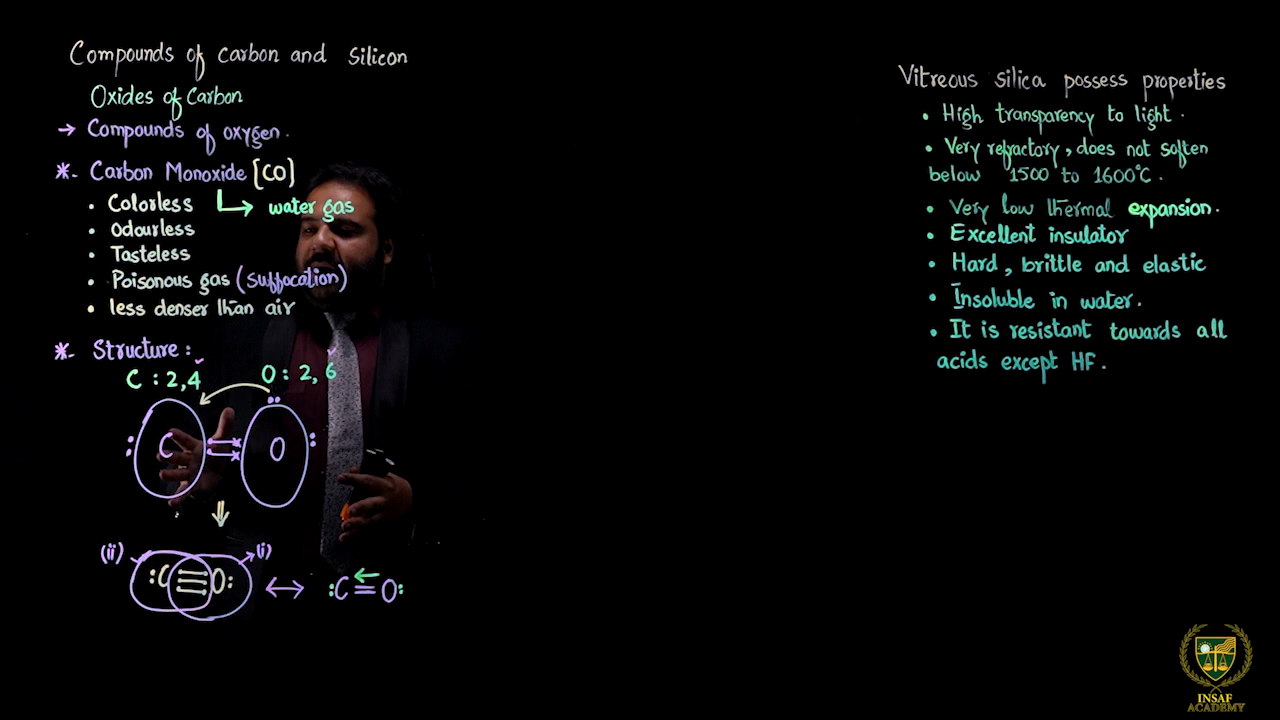 Compounds of Carbon and Silicon
Oxides of Carbon
→ Compounds of oxygen.
*- Carbon Monoxide [CO]
• Colorless → water gas
• Odourless
• Tasteless
• Poisonous gas (suffocation)
• less denser than air
*- Structure:
C : 2,4 O : 2, 6
:C = O:
⇓
(ii) (i)
:C≡O: ↔ :C=O:
Vitreous silica possess properties
• High transparency to light.
• Very refractory, does not soften
below 1500 to 1600°C.
• Very low thermal expansion.
• Excellent insulator
• Hard, brittle and elastic
• Insoluble in water.
• It is resistant towards all
acids except HF.
INSAF
ACADEMY